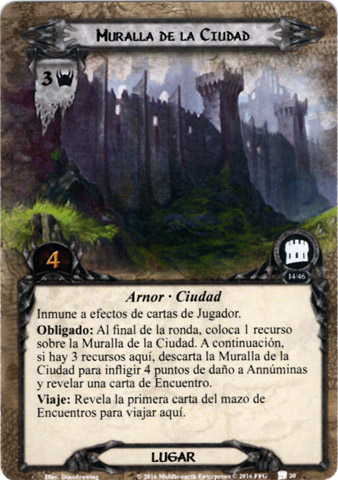 Muralla de la Ciudad
3
4
14/46
Arnor · Ciudad
Inmune a efectos de cartas de Jugador.
Obligado: Al final de la ronda, coloca 1 recurso
sobre la Muralla de la Ciudad. A continuación,
si hay 3 recursos aquí, descarta la Muralla de la
Ciudad para infligir 4 puntos de daño a Annúminas
y revelar una carta de Encuentro.
Viaje: Revela la primera carta del mazo de
Encuentros para viajar aquí.
LUGAR
© 2016 Middle-earth Enterprises © 2016 FFG
20